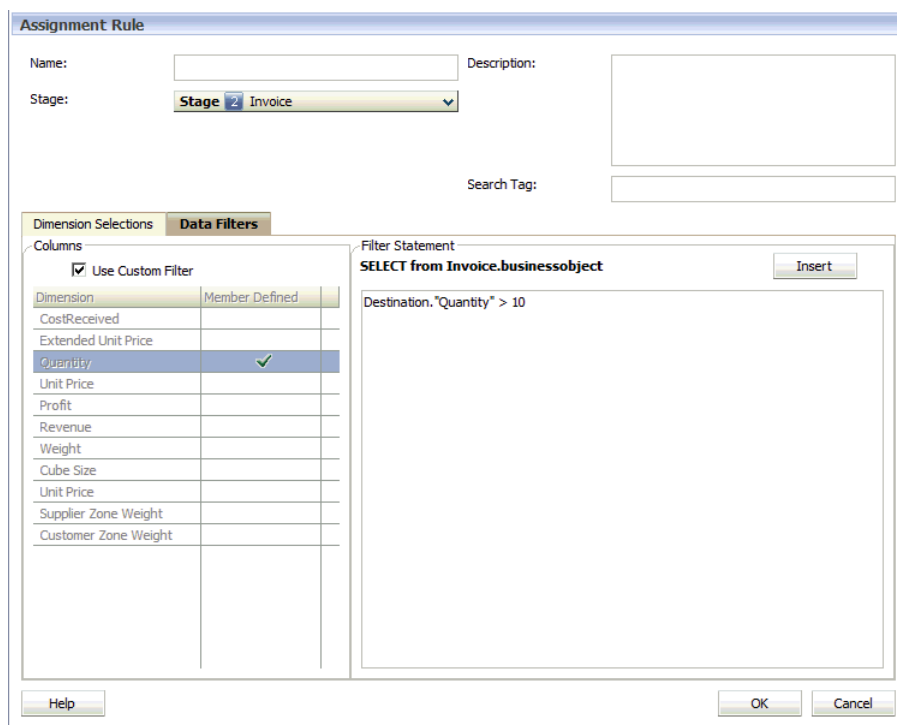 Assignment Rule
Name:
Description:
Stage:
Stage 2 Invoice
Search Tag:
Dimension Selections
Data Filters
Columns
Use Custom Filter
Dimension Member Defined
CostReceived
Extended Unit Price
Quantity
Unit Price
Profit
Revenue
Weight
Cube Size
Unit Price
Supplier Zone Weight
Customer Zone Weight
Filter Statement
SELECT from Invoice.businessobject
Insert
Destination."Quantity" > 10
Help
OK
Cancel